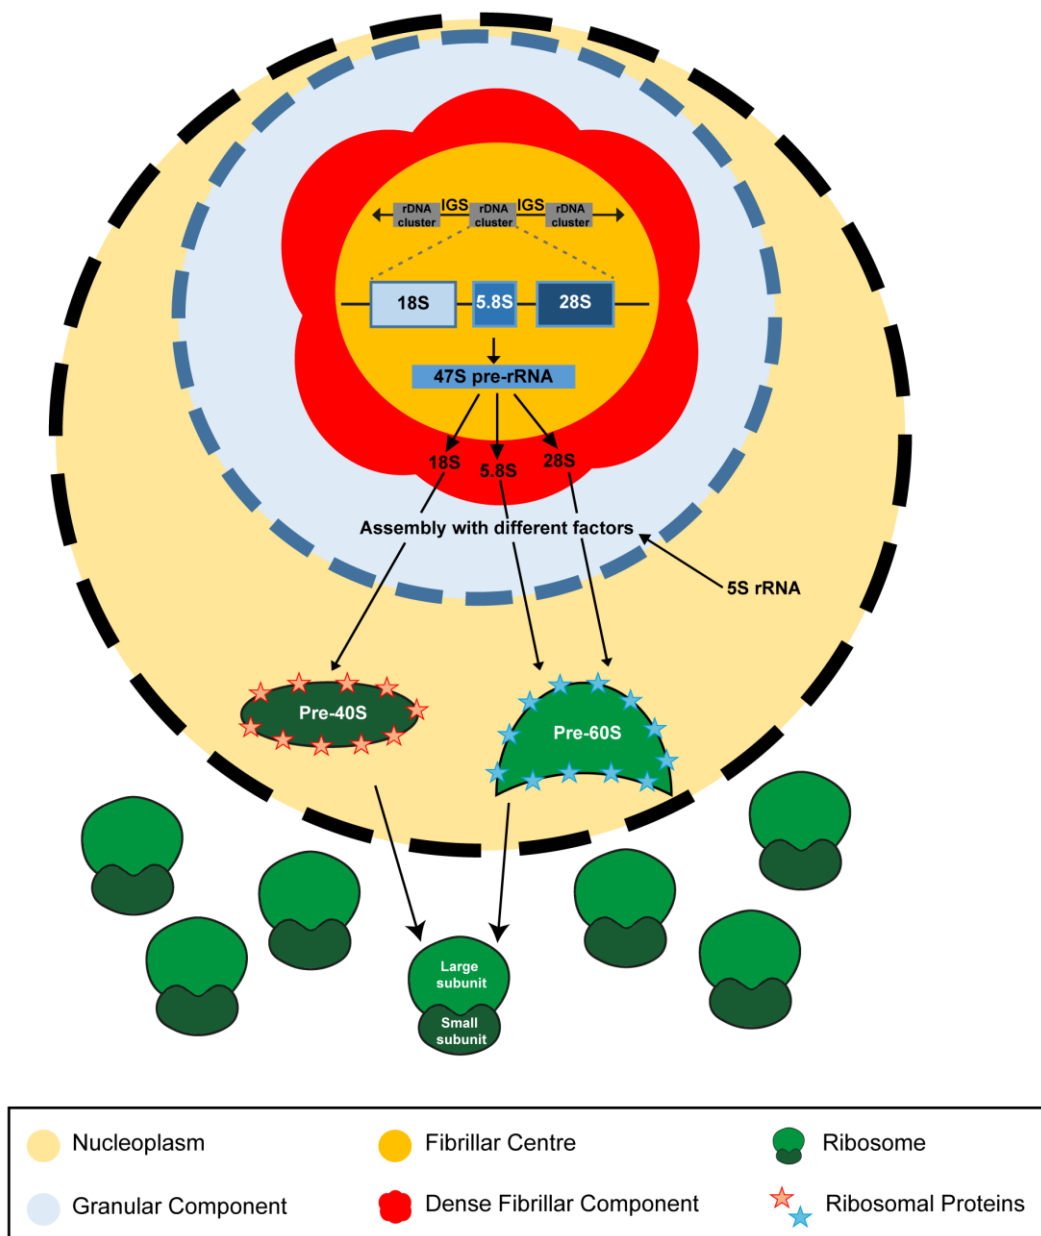 IGS IGS
rDNA cluster rDNA cluster rDNA cluster
18S 5.8S 28S
47S pre-rRNA
18S 5.8S 28S
Assembly with different factors
5S rRNA
Pre-40S Pre-60S
Large
subunit
Small
subunit
Nucleoplasm Fibrillar Centre Ribosome
Granular Component Dense Fibrillar Component Ribosomal Proteins